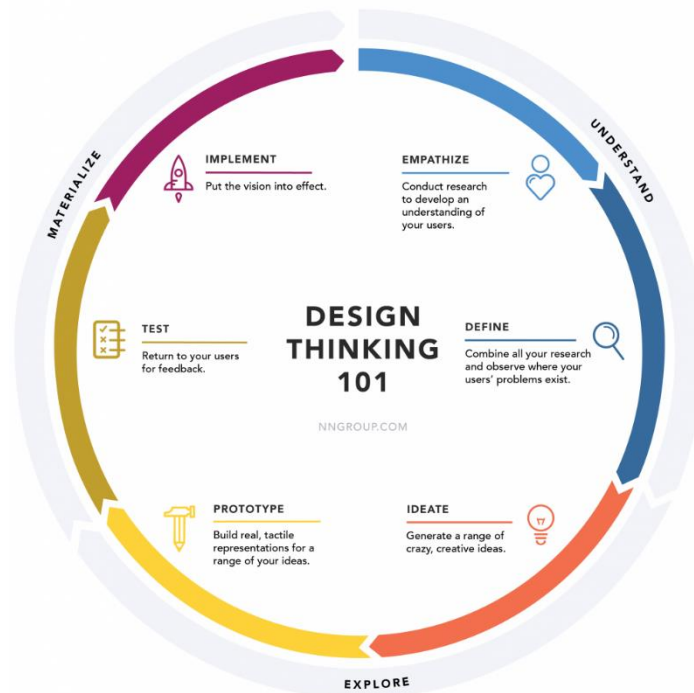 DESIGN
THINKING
101
NNGROUP.COM
UNDERSTAND
EMPATHIZE
Conduct research
to develop an
understanding of
your users.
DEFINE
Combine all your research
and observe where your
users' problems exist.
EXPLORE
IDEATE
Generate a range of
crazy, creative ideas.
PROTOTYPE
Build real, tactile
representations for a
range of your ideas.
MATERIALIZE
TEST
Return to your users
for feedback.
IMPLEMENT
Put the vision into effect.